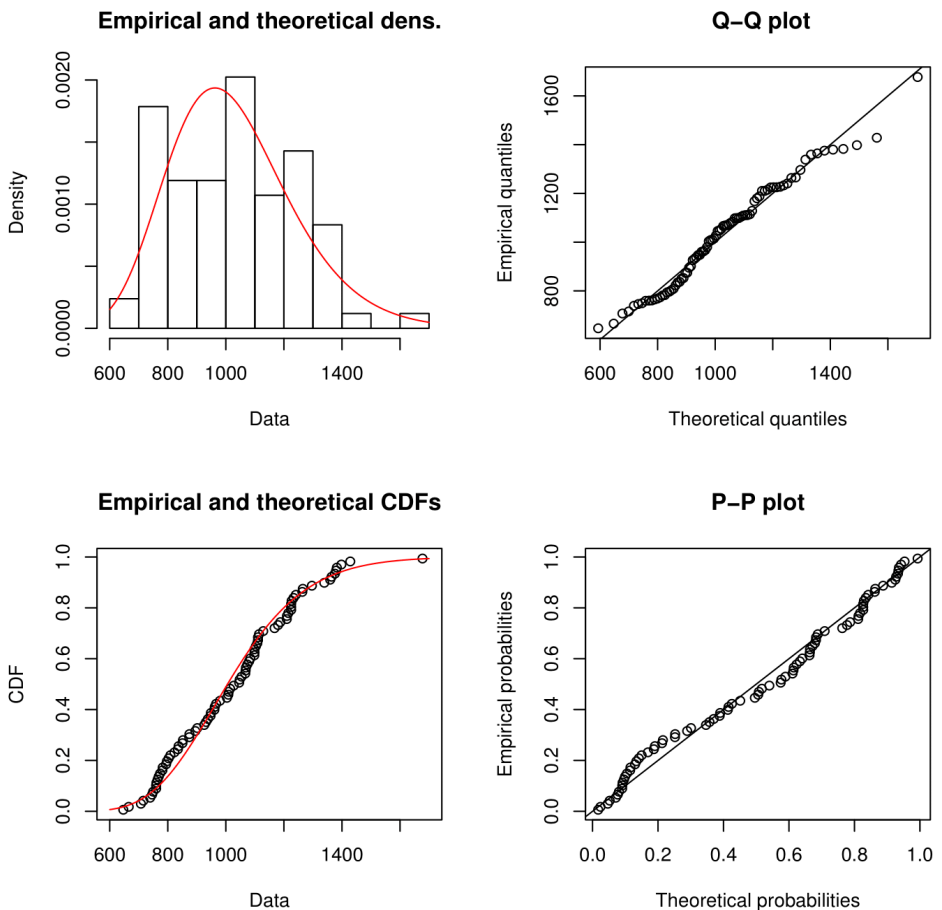 Empirical and theoretical dens.
Density
0.0000 0.0010 0.0020
600 800 1000 1400
Data
Q−Q plot
Empirical quantiles
800 1200 1600
600 800 1000 1400
Theoretical quantiles
Empirical and theoretical CDFs
CDF
0.0 0.2 0.4 0.6 0.8 1.0
600 800 1000 1400
Data
P−P plot
Empirical probabilities
0.0 0.2 0.4 0.6 0.8 1.0
0.0 0.2 0.4 0.6 0.8 1.0
Theoretical probabilities